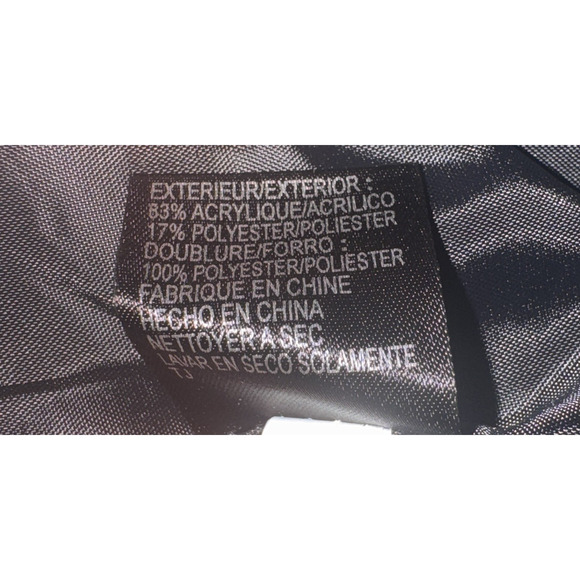 EXTERIEUR/EXTERIOR :
83% ACRYLIQUE/ACRILICO
17% POLYESTER/POLIESTER
DOUBLURE/FORRO :
100% POLYESTER/POLIESTER
FABRIQUE EN CHINE
HECHO EN CHINA
NETTOYER A SEC
LAVAR EN SECO SOLAMENTE
TJ